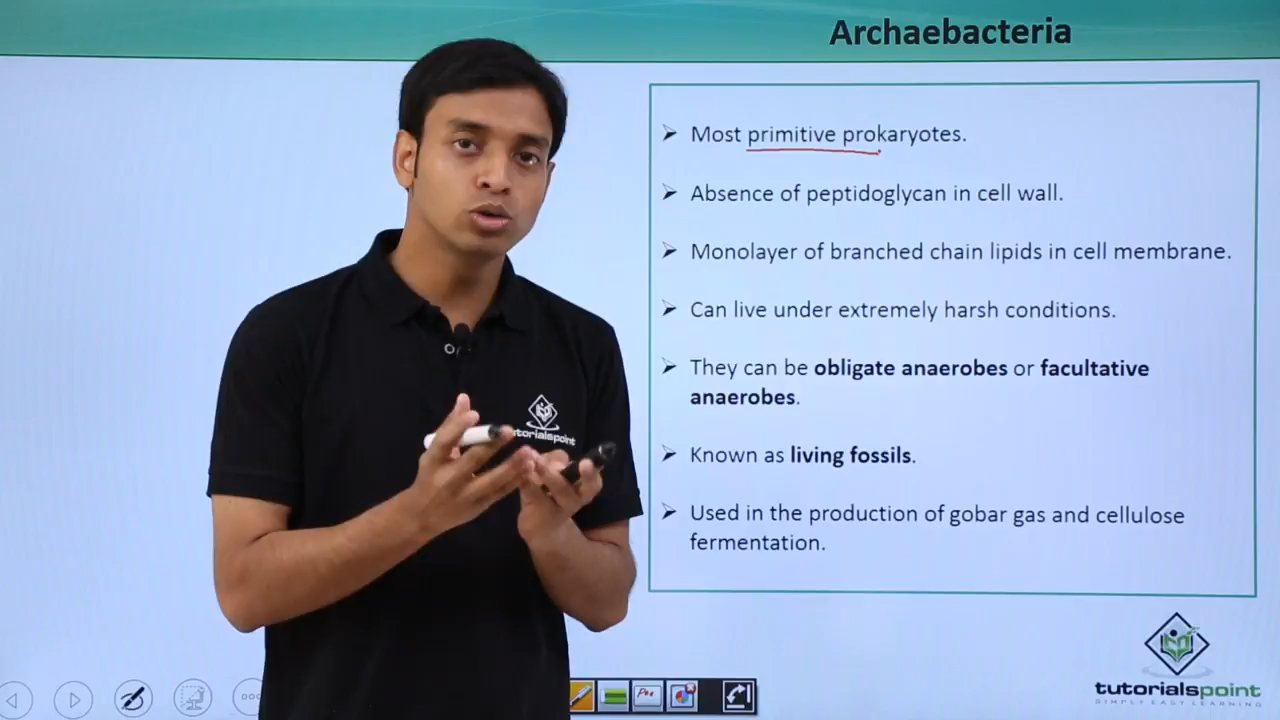 Archaebacteria
Most primitive prokaryotes.
Absence of peptidoglycan in cell wall.
Monolayer of branched chain lipids in cell membrane.
Can live under extremely harsh conditions.
They can be obligate anaerobes or facultative
anaerobes.
Known as living fossils.
Used in the production of gobar gas and cellulose
fermentation.
tutorialspoint
tutorialspoint
SIMPLY EASY LEARNING